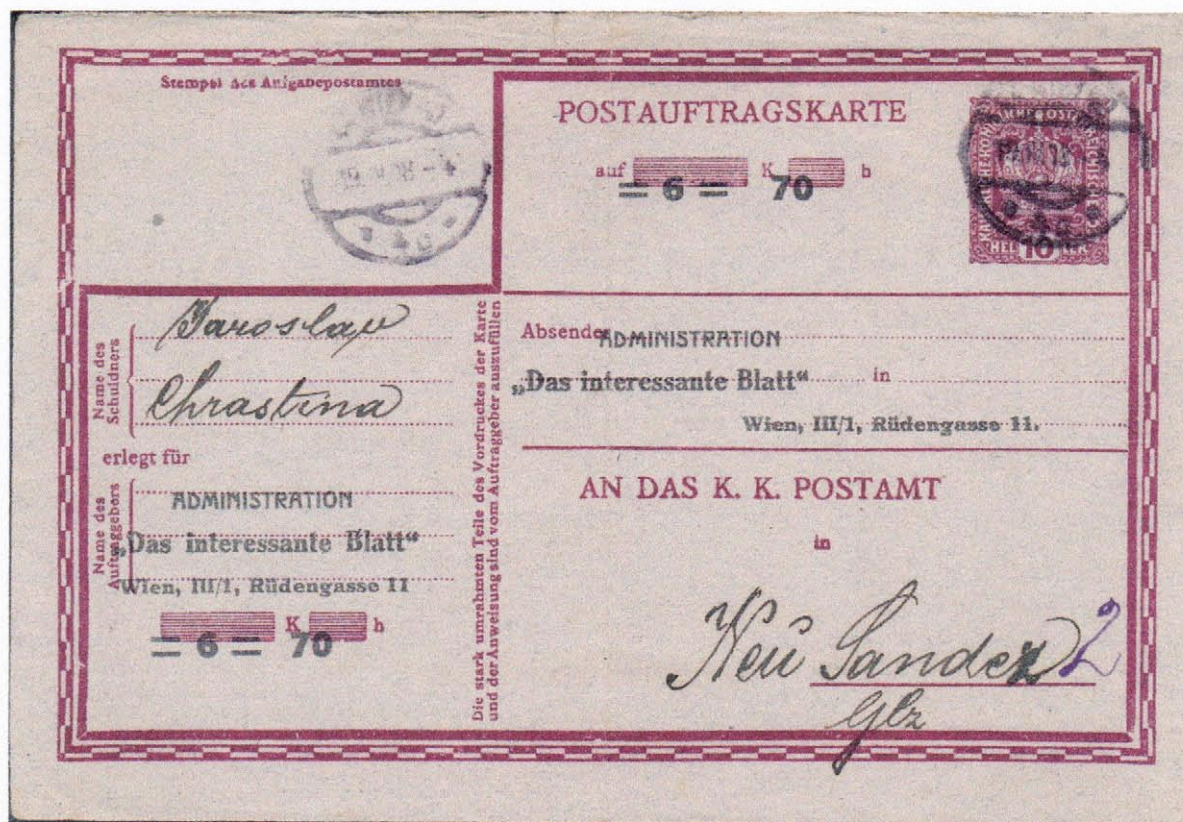 Stempel des Aufgabepostamtes
POSTAUFTRAGSKARTE
auf K h
= 6 = 70
10
Name des Schuldners
Jaroslav
Chrastina
erlegt für
Name des Auftraggebers
ADMINISTRATION
„Das interessante Blatt“
Wien, III/1, Rüdengasse 11
K h
= 6 = 70
Die stark umrahmten Teile des Vordruckes der Karte
und der Anweisung sind vom Auftraggeber auszufüllen
Absender
ADMINISTRATION
„Das interessante Blatt“ in
Wien, III/1, Rüdengasse 11.
AN DAS K. K. POSTAMT
in
Neu Sandez 2
Glz